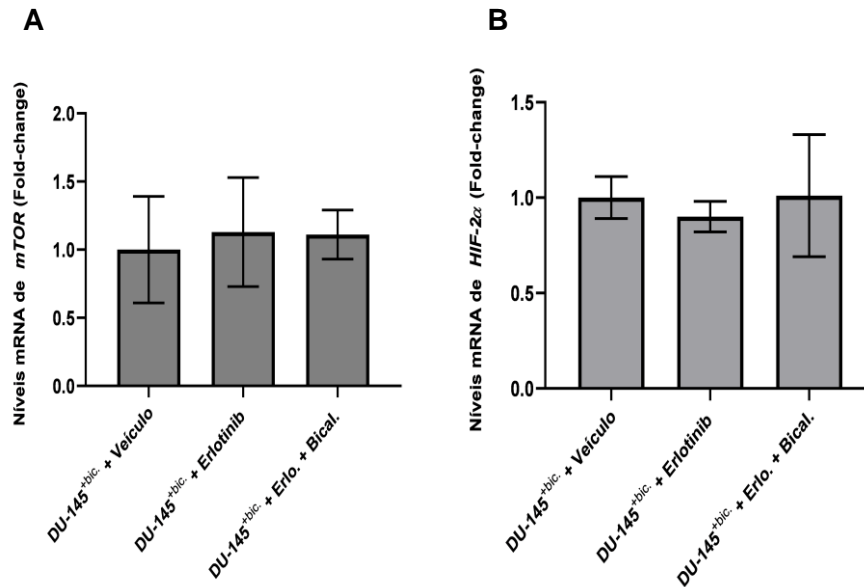 A
Níveis mRNA de mTOR (Fold-change)
2.0
1.5
1.0
0.5
0.0
DU-145⁺ᵇⁱᶜ· + Veículo
DU-145⁺ᵇⁱᶜ· + Erlotinib
DU-145⁺ᵇⁱᶜ· + Erlo. + Bical.
B
Níveis mRNA de HIF-2α (Fold-change)
1.5
1.0
0.5
0.0
DU-145⁺ᵇⁱᶜ· + Veículo
DU-145⁺ᵇⁱᶜ· + Erlotinib
DU-145⁺ᵇⁱᶜ· + Erlo. + Bical.